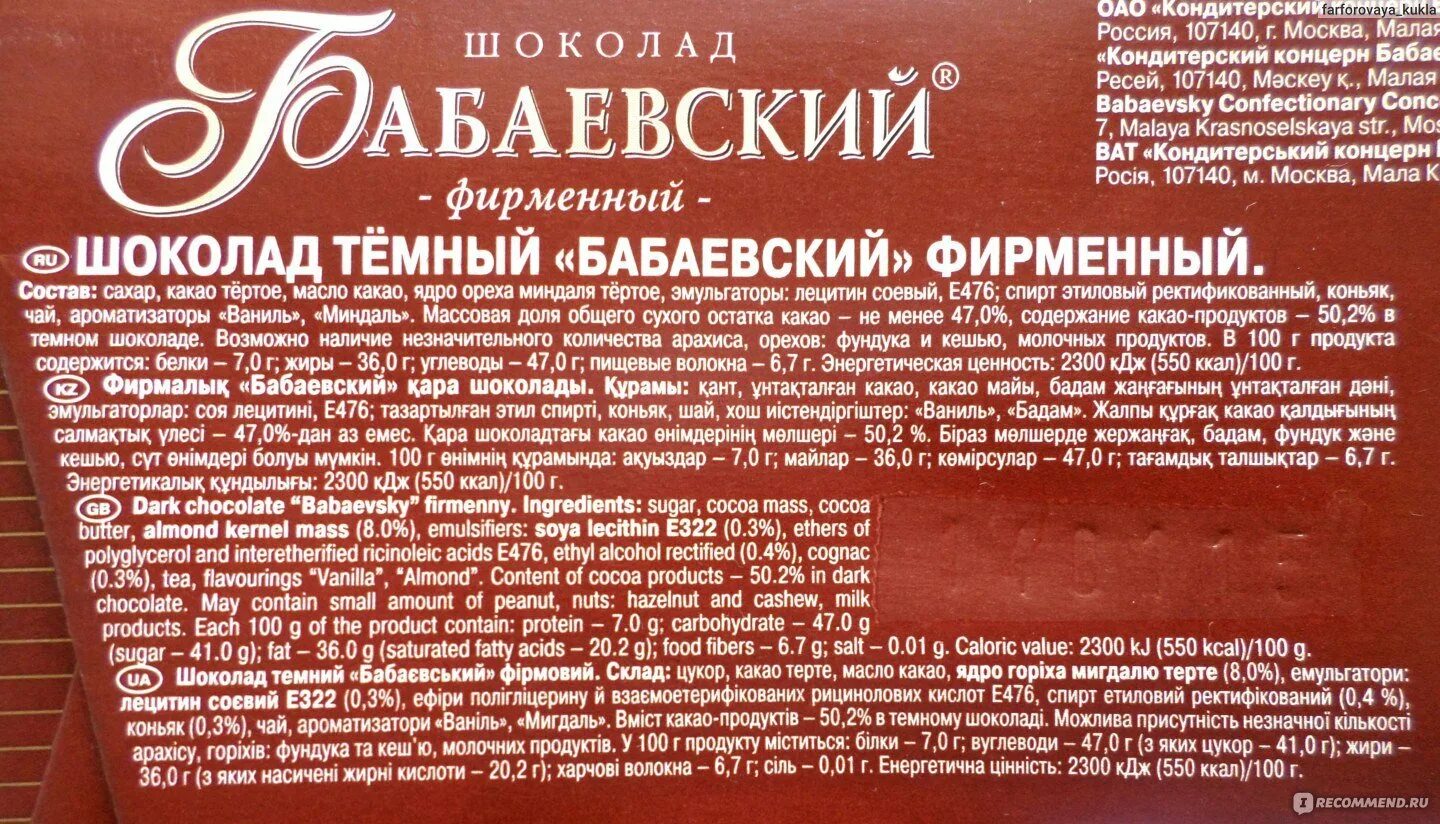 farforovaya_kukla
ШОКОЛАД
БАБАЕВСКИЙ®
- фирменный -
ОАО «Кондитерский
Россия, 107140, г. Москва, Малая
«Кондитерский концерн Бабае
Ресей, 107140, Мәскеу қ., Малая
Babaevsky Confectionary Conc
7, Malaya Krasnoselskaya str., Mos
ВАТ «Кондитерський концерн
Росія, 107140, м. Москва, Мала К
RU ШОКОЛАД ТЁМНЫЙ «БАБАЕВСКИЙ» ФИРМЕННЫЙ.
Состав: сахар, какао тёртое, масло какао, ядро ореха миндаля тёртое, эмульгаторы: лецитин соевый, Е476; спирт этиловый ректификованный, коньяк,
чай, ароматизаторы «Ваниль», «Миндаль». Массовая доля общего сухого остатка какао – не менее 47,0%, содержание какао-продуктов – 50,2% в
темном шоколаде. Возможно наличие незначительного количества арахиса, орехов: фундука и кешью, молочных продуктов. В 100 г продукта
содержится: белки – 7,0 г; жиры – 36,0 г; углеводы – 47,0 г; пищевые волокна – 6,7 г. Энергетическая ценность: 2300 кДж (550 ккал)/100 г.
KZ Фирмалық «Бабаевский» қара шоколады. Құрамы: қант, ұнтақталған какао, какао майы, бадам жаңғағының ұнтақталған дәні,
эмульгаторлар: соя лецитині, Е476; тазартылған этил спирті, коньяк, шай, хош иістендіргіштер: «Ваниль», «Бадам». Жалпы құрғақ какао қалдығының
салмақтық үлесі – 47,0%-дан аз емес. Қара шоколадтағы какао өнімдерінің мөлшері – 50,2 %. Біраз мөлшерде жержаңғақ, бадам, фундук және
кешью, сүт өнімдері болуы мүмкін. 100 г өнімнің құрамында: ақуыздар – 7,0 г; майлар – 36,0 г; көмірсулар – 47,0 г; тағамдық талшықтар – 6,7 г.
Энергетикалық құндылығы: 2300 кДж (550 ккал)/100 г.
GB Dark chocolate "Babaevsky" firmenny. Ingredients: sugar, cocoa mass, cocoa
butter, almond kernel mass (8.0%), emulsifiers: soya lecithin E322 (0.3%), ethers of
polyglycerol and interetherified ricinoleic acids E476, ethyl alcohol rectified (0.4%), cognac
(0.3%), tea, flavourings "Vanilla", "Almond". Content of cocoa products – 50.2% in dark
chocolate. May contain small amount of peanut, nuts: hazelnut and cashew, milk
products. Each 100 g of the product contain: protein – 7.0 g; carbohydrate – 47.0 g
(sugar – 41.0 g); fat – 36.0 g (saturated fatty acids – 20.2 g); food fibers – 6.7 g; salt – 0.01 g. Caloric value: 2300 kJ (550 kcal)/100 g.
UA Шоколад темний «Бабаєвський» фірмовий. Склад: цукор, какао терте, масло какао, ядро горіха мигдалю терте (8,0%), емульгатори:
лецитин соєвий Е322 (0,3%), ефіри полігліцерину й взаємоетерифікованих рицинолових кислот Е476, спирт етиловий ректифікований (0,4 %),
коньяк (0,3%), чай, ароматизатори «Ваніль», «Мигдаль». Вміст какао-продуктів – 50,2% в темному шоколаді. Можлива присутність незначної кількості
арахісу, горіхів: фундука та кеш'ю, молочних продуктів. У 100 г продукту міститься: білки – 7,0 г; вуглеводи – 47,0 г (з яких цукор – 41,0 г); жири –
36,0 г (з яких насичені жирні кислоти – 20,2 г); харчові волокна – 6,7 г; сіль – 0,01 г. Енергетична цінність: 2300 кДж (550 ккал)/100 г.
RECOMMEND.RU